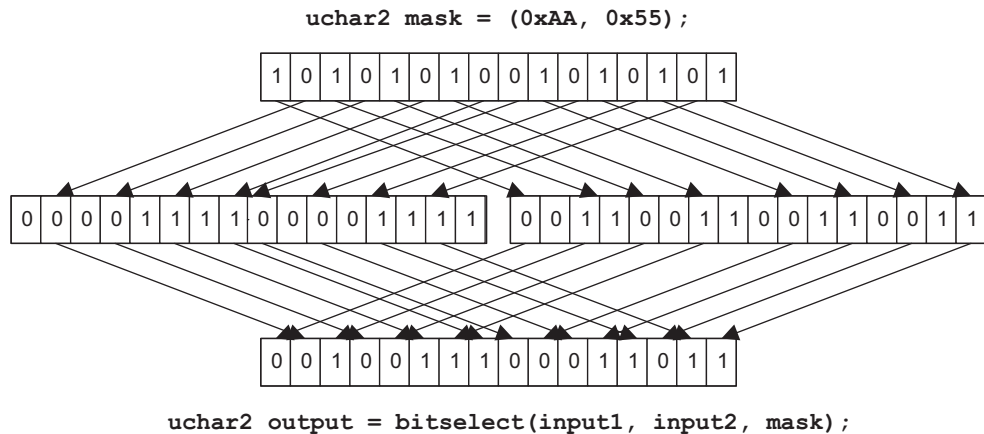 uchar2 mask = (0xAA, 0x55);
1 0 1 0 1 0 1 0 0 1 0 1 0 1 0 1
0 0 0 0 1 1 1 1 0 0 0 0 1 1 1 1 0 0 1 1 0 0 1 1 0 0 1 1 0 0 1 1
0 0 1 0 0 1 1 1 0 0 0 1 1 0 1 1
uchar2 output = bitselect(input1, input2, mask);